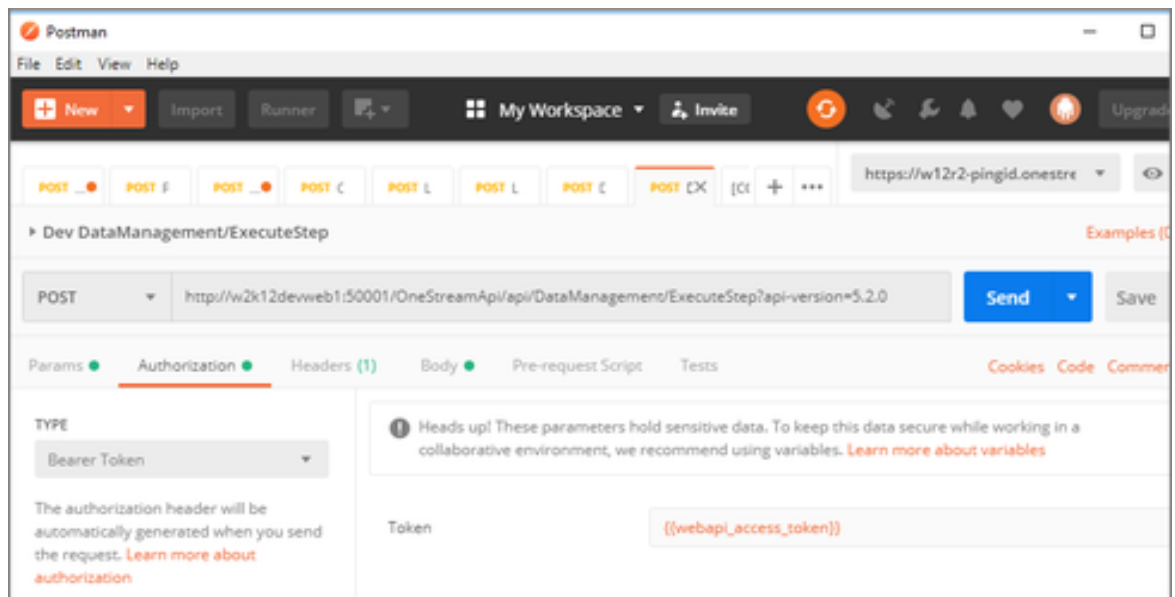 Postman
File Edit View Help
New Import Runner My Workspace Invite Upgrad
POST ... POST F POST ... POST C POST L POST L POST C POST [X [CC + ••• https://w12r2-pingid.onestre
Dev DataManagement/ExecuteStep Examples (0
POST http://w2k12devweb1:50001/OneStreamApi/api/DataManagement/ExecuteStep?api-version=5.2.0 Send Save
Params Authorization Headers (1) Body Pre-request Script Tests Cookies Code Commen
TYPE
Bearer Token
Heads up! These parameters hold sensitive data. To keep this data secure while working in a
collaborative environment, we recommend using variables. Learn more about variables
The authorization header will be
automatically generated when you send
the request. Learn more about
authorization
Token {{webapi_access_token}}